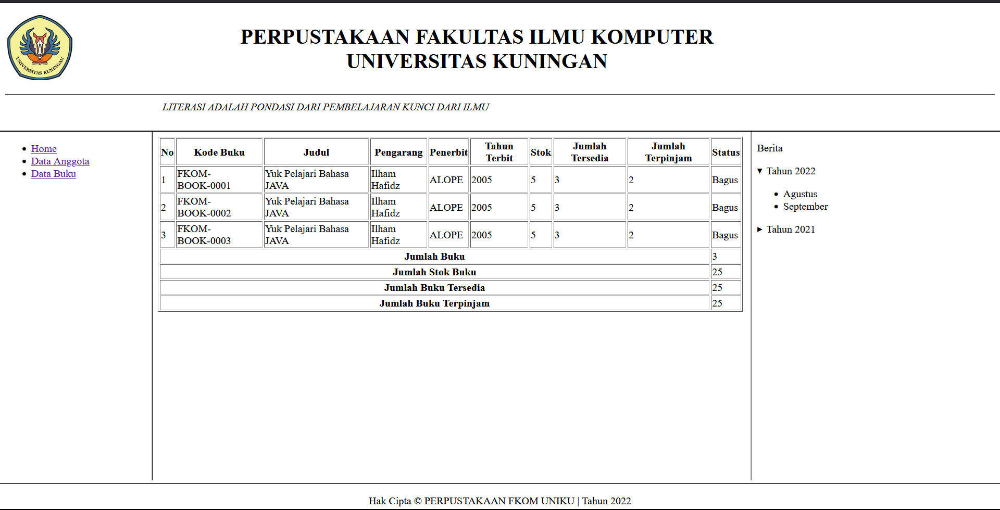 UNIVERSITAS KUNINGAN
PERPUSTAKAAN FAKULTAS ILMU KOMPUTER
UNIVERSITAS KUNINGAN
LITERASI ADALAH PONDASI DARI PEMBELAJARAN KUNCI DARI ILMU
Home
Data Anggota
Data Buku
No Kode Buku Judul Pengarang Penerbit Tahun Terbit Stok Jumlah Tersedia Jumlah Terpinjam Status
1 FKOM-BOOK-0001 Yuk Pelajari Bahasa JAVA Ilham Hafidz ALOPE 2005 5 3 2 Bagus
2 FKOM-BOOK-0002 Yuk Pelajari Bahasa JAVA Ilham Hafidz ALOPE 2005 5 3 2 Bagus
3 FKOM-BOOK-0003 Yuk Pelajari Bahasa JAVA Ilham Hafidz ALOPE 2005 5 3 2 Bagus
Jumlah Buku 3
Jumlah Stok Buku 25
Jumlah Buku Tersedia 25
Jumlah Buku Terpinjam 25
Berita
Tahun 2022
Agustus
September
Tahun 2021
Hak Cipta © PERPUSTAKAAN FKOM UNIKU | Tahun 2022